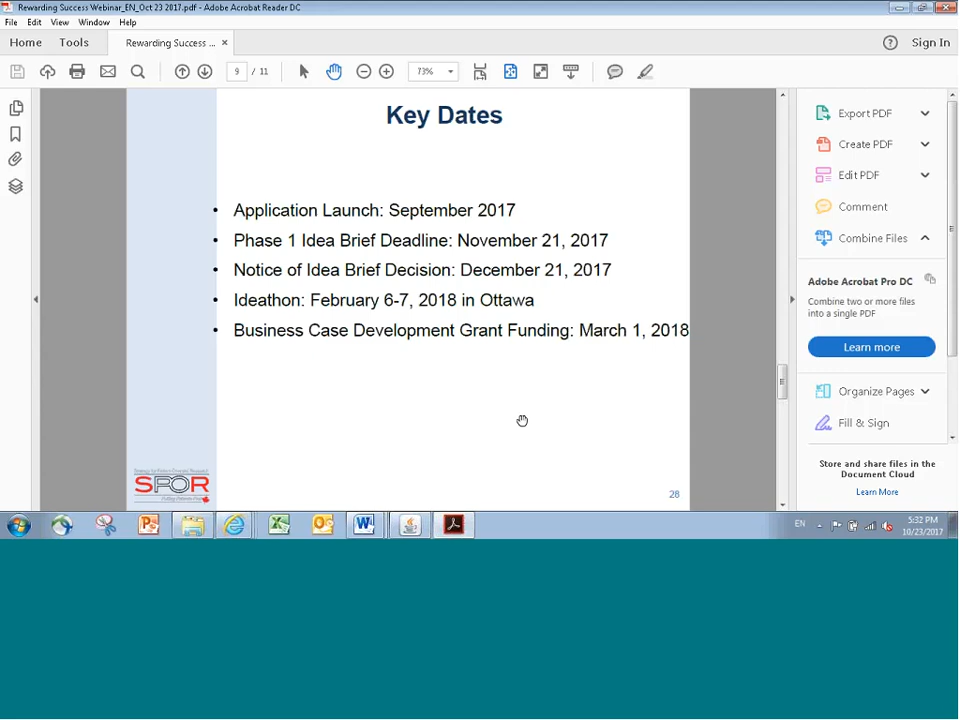 Rewarding Success Webinar_EN_Oct 23 2017.pdf - Adobe Acrobat Reader DC
File Edit View Window Help
Home Tools Rewarding Success ... × Sign In
9 / 11 73%
Key Dates
• Application Launch: September 2017
• Phase 1 Idea Brief Deadline: November 21, 2017
• Notice of Idea Brief Decision: December 21, 2017
• Ideathon: February 6-7, 2018 in Ottawa
• Business Case Development Grant Funding: March 1, 2018
SPOR
28
Export PDF
Create PDF
Edit PDF
Comment
Combine Files
Adobe Acrobat Pro DC
Combine two or more files
into a single PDF
Learn more
Organize Pages
Fill & Sign
Store and share files in the
Document Cloud
Learn More
EN
5:32 PM
10/23/2017